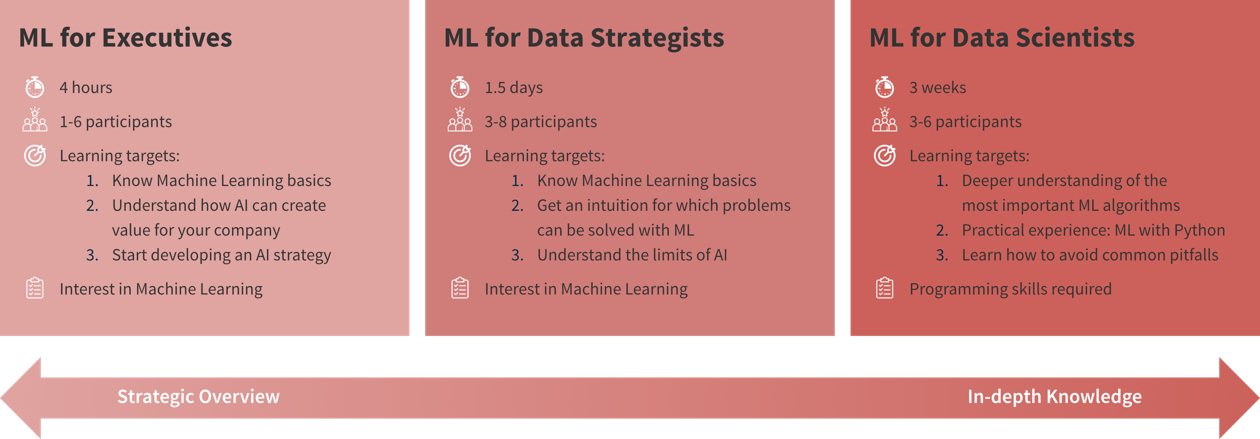 ML for Executives
4 hours
1-6 participants
Learning targets:
1. Know Machine Learning basics
2. Understand how AI can create
value for your company
3. Start developing an AI strategy
Interest in Machine Learning
ML for Data Strategists
1.5 days
3-8 participants
Learning targets:
1. Know Machine Learning basics
2. Get an intuition for which problems
can be solved with ML
3. Understand the limits of AI
Interest in Machine Learning
ML for Data Scientists
3 weeks
3-6 participants
Learning targets:
1. Deeper understanding of the
most important ML algorithms
2. Practical experience: ML with Python
3. Learn how to avoid common pitfalls
Programming skills required
Strategic Overview
In-depth Knowledge